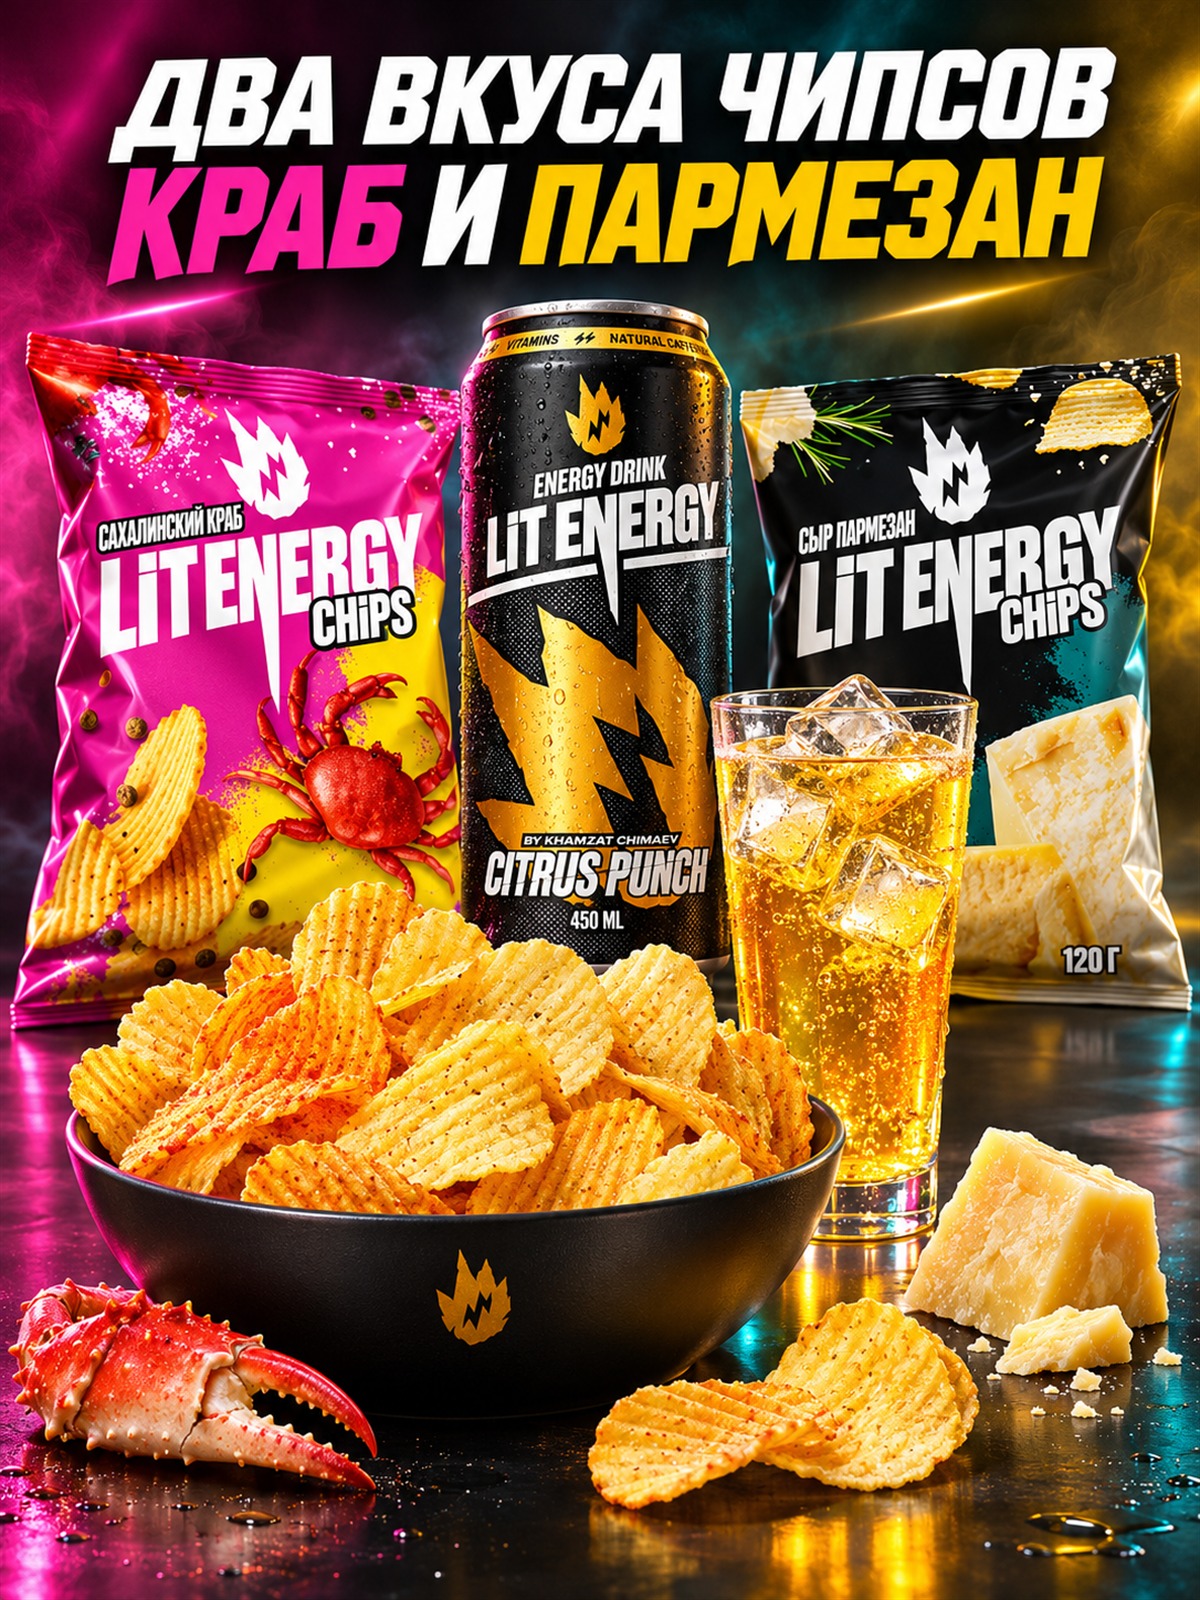 ДВА ВКУСА ЧИПСОВ
КРАБ И ПАРМЕЗАН
САХАЛИНСКИЙ КРАБ
LIT ENERGY
CHIPS
VITAMINS NATURAL CAFFEINE
ENERGY DRINK
LIT ENERGY
BY KHAMZAT CHIMAEV
CITRUS PUNCH
450 ML
СЫР ПАРМЕЗАН
LIT ENERGY
CHIPS
120 Г